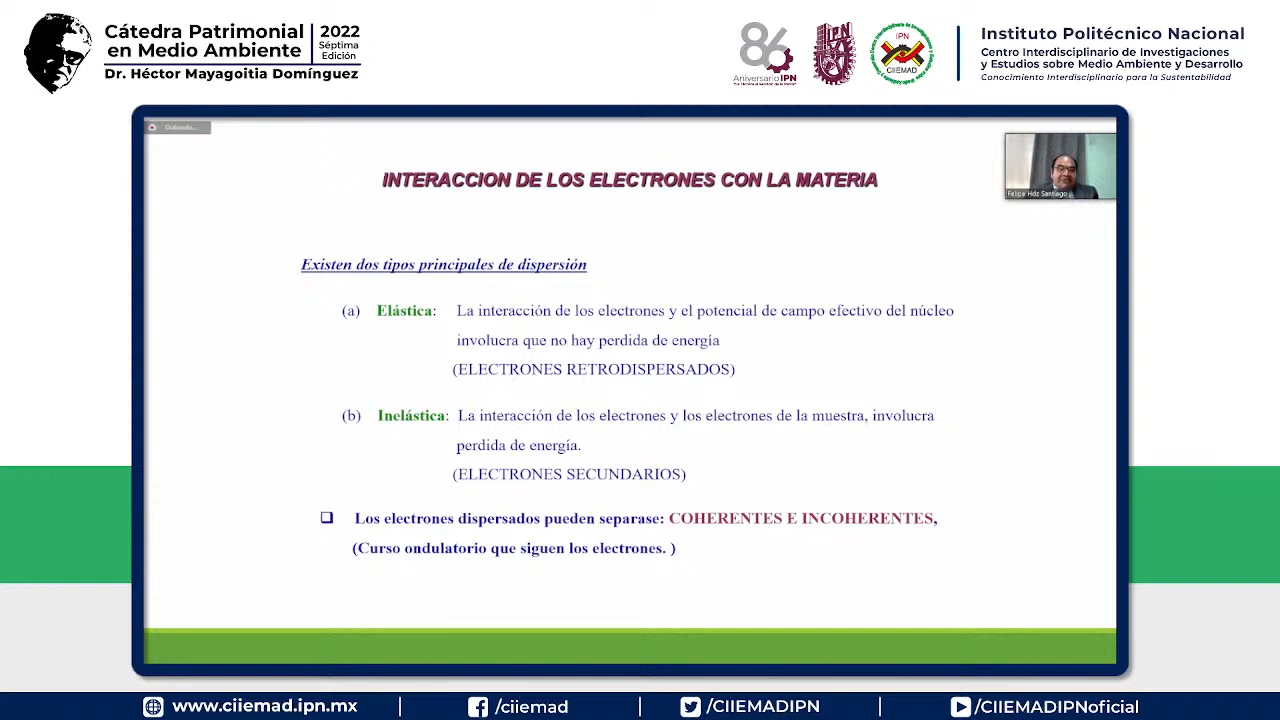 Cátedra Patrimonial
en Medio Ambiente
Dr. Héctor Mayagoitia Domínguez
2022
Séptima
Edición
86
Aniversario IPN
IPN
IPN
CIIEMAD
Instituto Politécnico Nacional
Centro Interdisciplinario de Investigaciones
y Estudios sobre Medio Ambiente y Desarrollo
Conocimiento Interdisciplinario para la Sustentabilidad
INTERACCION DE LOS ELECTRONES CON LA MATERIA
Felipe Hdz Santiago
Existen dos tipos principales de dispersión
(a) Elástica: La interacción de los electrones y el potencial de campo efectivo del núcleo
involucra que no hay perdida de energía
(ELECTRONES RETRODISPERSADOS)
(b) Inelástica: La interacción de los electrones y los electrones de la muestra, involucra
perdida de energía.
(ELECTRONES SECUNDARIOS)
❑ Los electrones dispersados pueden separase: COHERENTES E INCOHERENTES,
(Curso ondulatorio que siguen los electrones. )
www.ciiemad.ipn.mx
/ciiemad
/CIIEMADIPN
/CIIEMADIPNoficial